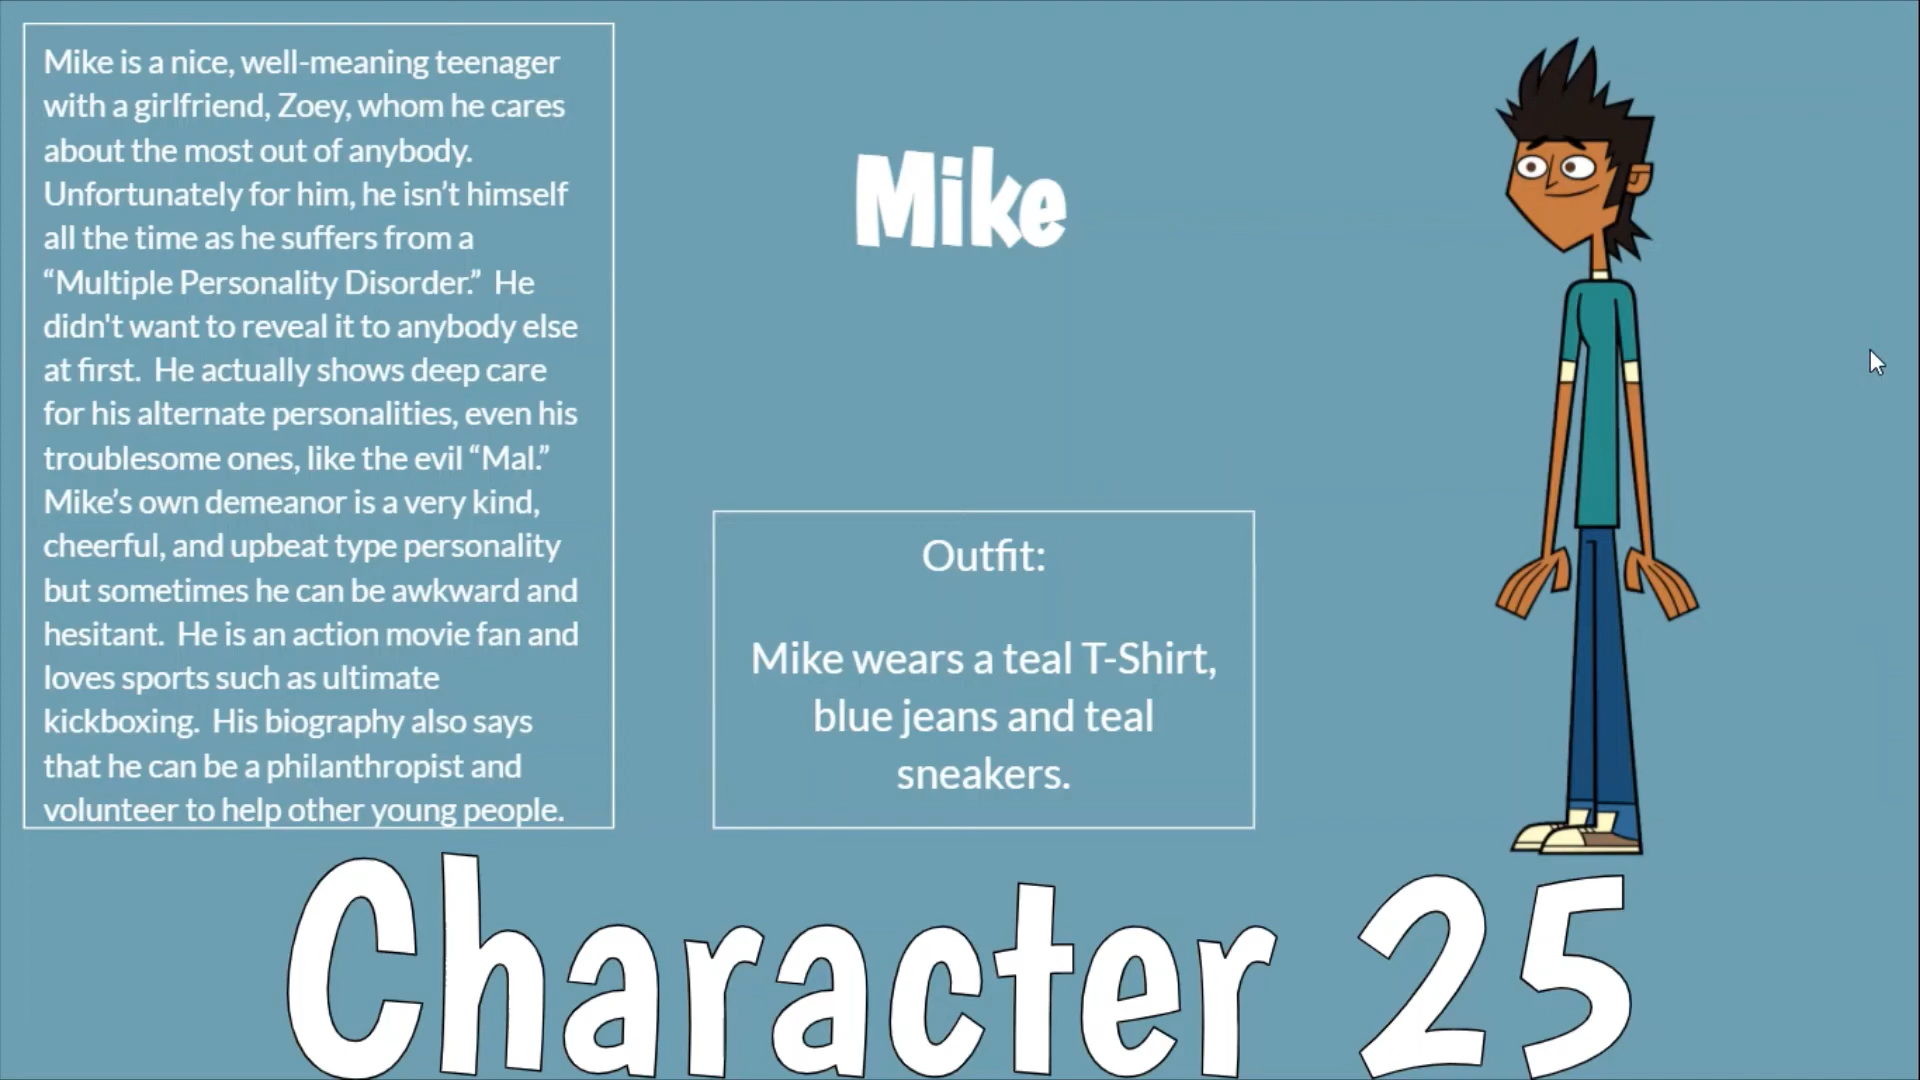 Mike is a nice, well-meaning teenager
with a girlfriend, Zoey, whom he cares
about the most out of anybody.
Unfortunately for him, he isn’t himself
all the time as he suffers from a
“Multiple Personality Disorder.”  He
didn't want to reveal it to anybody else
at first.  He actually shows deep care
for his alternate personalities, even his
troublesome ones, like the evil “Mal.”
Mike’s own demeanor is a very kind,
cheerful, and upbeat type personality
but sometimes he can be awkward and
hesitant.  He is an action movie fan and
loves sports such as ultimate
kickboxing.  His biography also says
that he can be a philanthropist and
volunteer to help other young people.
Mike
Outfit:
Mike wears a teal T-Shirt,
blue jeans and teal
sneakers.
Character 25